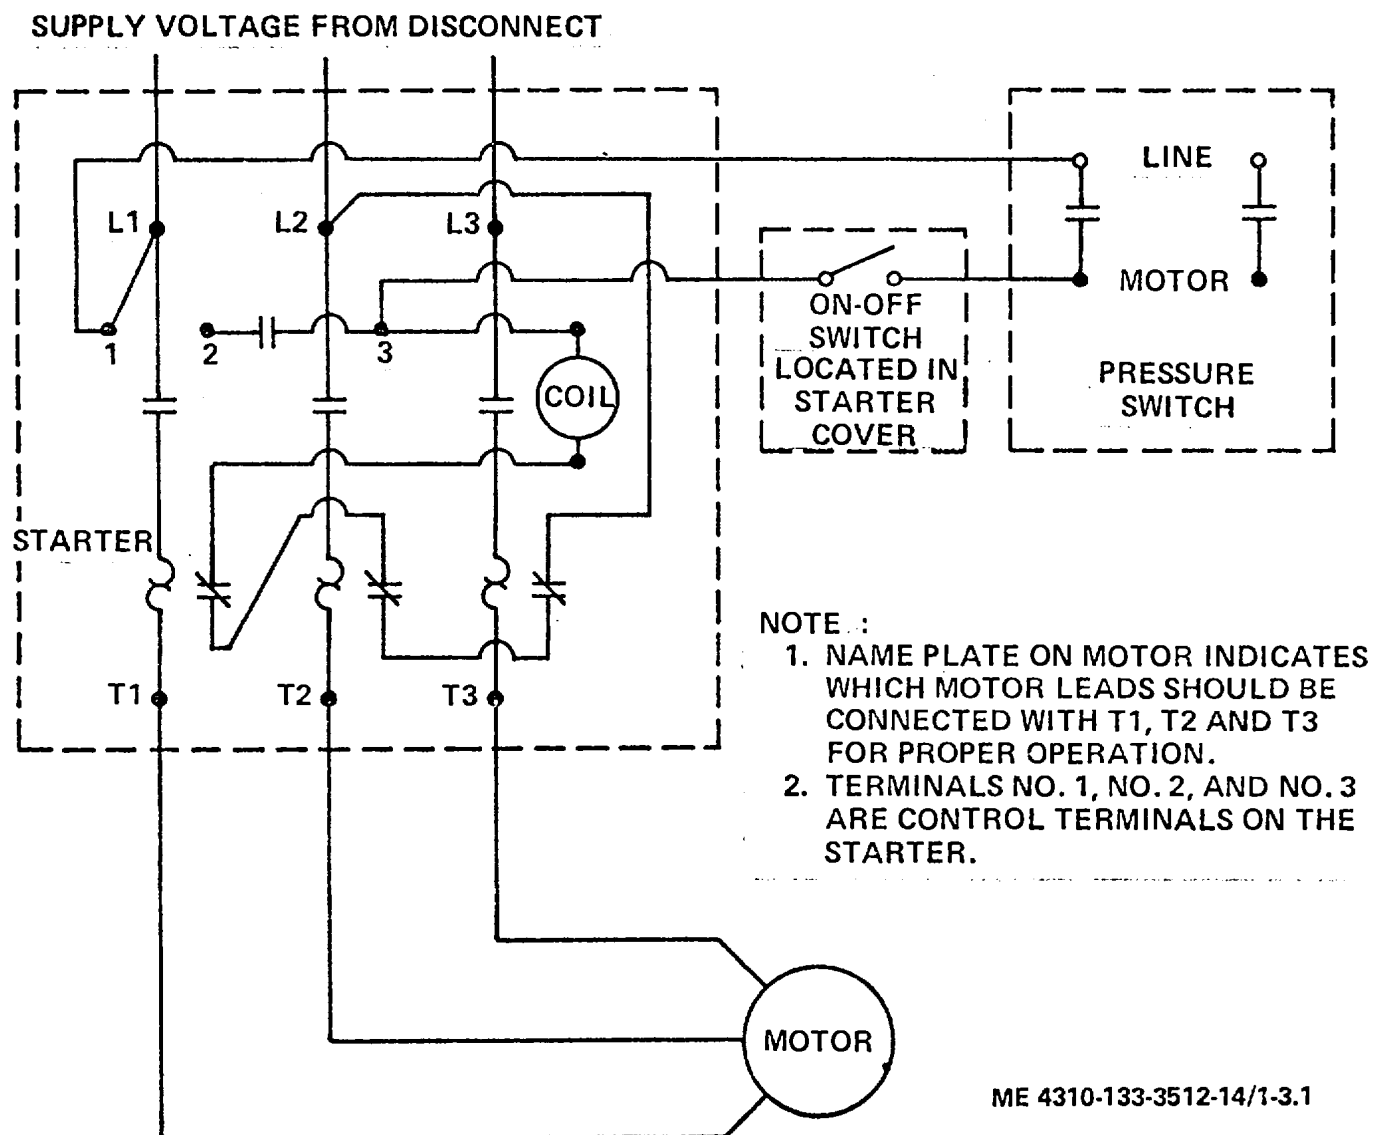 SUPPLY VOLTAGE FROM DISCONNECT
LINE
L1
L2
L3
MOTOR
ON-OFF
SWITCH
LOCATED IN
STARTER
COVER
1
2
3
PRESSURE
SWITCH
COIL
STARTER
NOTE :
1. NAME PLATE ON MOTOR INDICATES
WHICH MOTOR LEADS SHOULD BE
CONNECTED WITH T1, T2 AND T3
FOR PROPER OPERATION.
2. TERMINALS NO. 1, NO. 2, AND NO. 3
ARE CONTROL TERMINALS ON THE
STARTER.
T1
T2
T3
MOTOR
ME 4310-133-3512-14/1-3.1